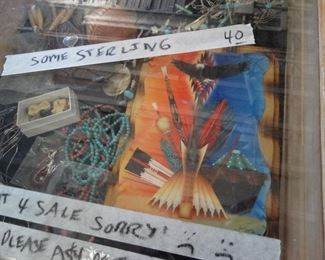 SOME STERLING 40
T 4 SALE SORRY! :( :(
PLEASE